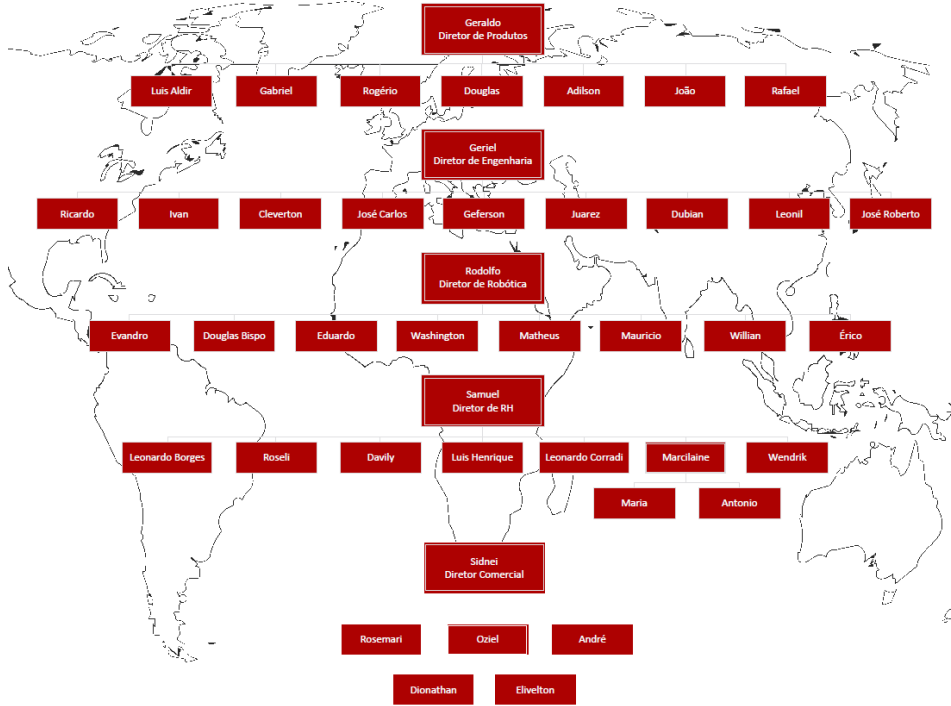 Geraldo
Diretor de Produtos
Luis Aldir
Gabriel
Rogério
Douglas
Adilson
João
Rafael
Geriel
Diretor de Engenharia
Ricardo
Ivan
Cleverton
José Carlos
Geferson
Juarez
Dubian
Leonil
José Roberto
Rodolfo
Diretor de Robótica
Evandro
Douglas Bispo
Eduardo
Washington
Matheus
Mauricio
Willian
Érico
Samuel
Diretor de RH
Leonardo Borges
Roseli
Davily
Luis Henrique
Leonardo Corradi
Marcilaine
Wendrik
Maria
Antonio
Sidnei
Diretor Comercial
Rosemari
Oziel
André
Dionathan
Elivelton